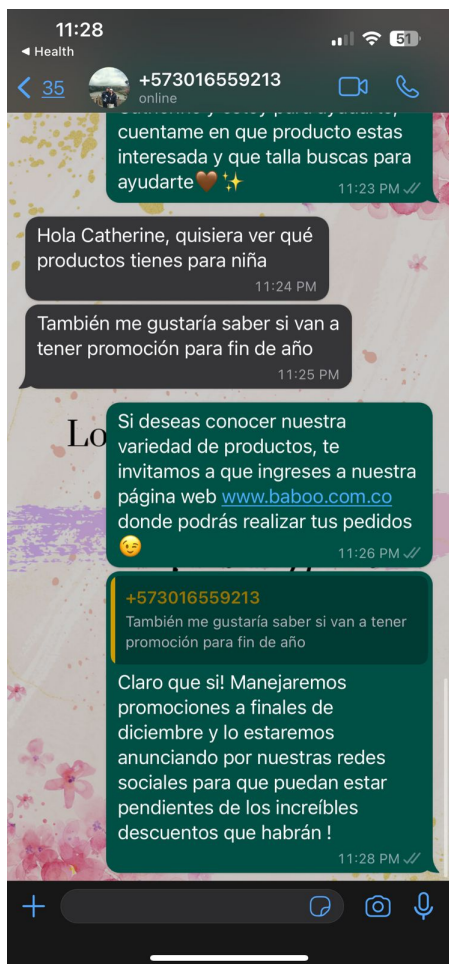 11:28
51
◄ Health
35
+573016559213
online
cuentame en que producto estas
interesada y que talla buscas para
ayudarte🤎✨
11:23 PM
Hola Catherine, quisiera ver qué
productos tienes para niña
11:24 PM
También me gustaría saber si van a
tener promoción para fin de año
11:25 PM
Lo
Si deseas conocer nuestra
variedad de productos, te
invitamos a que ingreses a nuestra
página web www.baboo.com.co
donde podrás realizar tus pedidos
😉
11:26 PM
+573016559213
También me gustaría saber si van a tener
promoción para fin de año
Claro que si! Manejaremos
promociones a finales de
diciembre y lo estaremos
anunciando por nuestras redes
sociales para que puedan estar
pendientes de los increíbles
descuentos que habrán !
11:28 PM